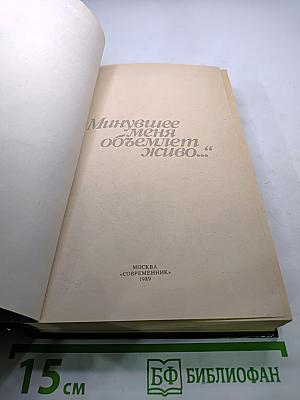 Минувшее
меня
объемлет
живо..."
МОСКВА
«СОВРЕМЕННИК»
1989
15 см
БФ БИБЛИОФАН